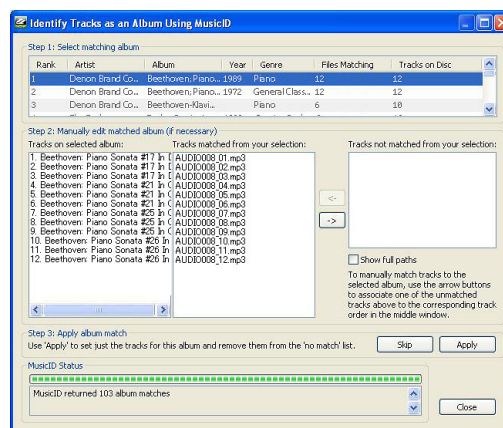 Identify Tracks as an Album Using MusicID
Step 1: Select matching album
Rank Artist Album Year Genre Files Matching Tracks on Disc
1 Denon Brand Co... Beethoven; Piano... 1989 Piano 12 12
2 Denon Brand Co... Beethoven; Piano... 1972 General Class... 12 12
3 Denon Brand Co... Beethoven-Klavi... Piano 6 10
Step 2: Manually edit matched album (if necessary)
Tracks on selected album: Tracks matched from your selection: Tracks not matched from your selection:
1. Beethoven: Piano Sonata #17 In D AUDIO008_01.mp3
2. Beethoven: Piano Sonata #17 In D AUDIO008_02.mp3
3. Beethoven: Piano Sonata #17 In D AUDIO008_03.mp3
4. Beethoven: Piano Sonata #21 In C AUDIO008_04.mp3
5. Beethoven: Piano Sonata #21 In C AUDIO008_05.mp3
6. Beethoven: Piano Sonata #21 In C AUDIO008_06.mp3
7. Beethoven: Piano Sonata #25 In G AUDIO008_07.mp3
8. Beethoven: Piano Sonata #25 In G AUDIO008_08.mp3
9. Beethoven: Piano Sonata #25 In G AUDIO008_09.mp3
10. Beethoven: Piano Sonata #26 In AUDIO008_10.mp3
11. Beethoven: Piano Sonata #26 In AUDIO008_11.mp3
12. Beethoven: Piano Sonata #26 In AUDIO008_12.mp3
<-
->
Show full paths
To manually match tracks to the
selected album, use the arrow buttons
to associate one of the unmatched
tracks above to the corresponding track
order in the middle window.
Step 3: Apply album match
Use 'Apply' to set just the tracks for this album and remove them from the 'no match' list. Skip Apply
MusicID Status
MusicID returned 103 album matches
Close